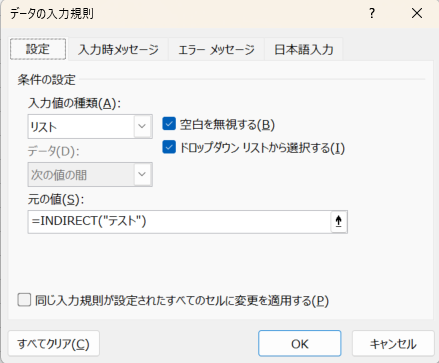 データの入力規則
設定
入力時メッセージ
エラー メッセージ
日本語入力
条件の設定
入力値の種類(A):
リスト
空白を無視する(B)
データ(D):
ドロップダウン リストから選択する(I)
次の値の間
元の値(S):
=INDIRECT("テスト")
同じ入力規則が設定されたすべてのセルに変更を適用する(P)
すべてクリア(C)
OK
キャンセル